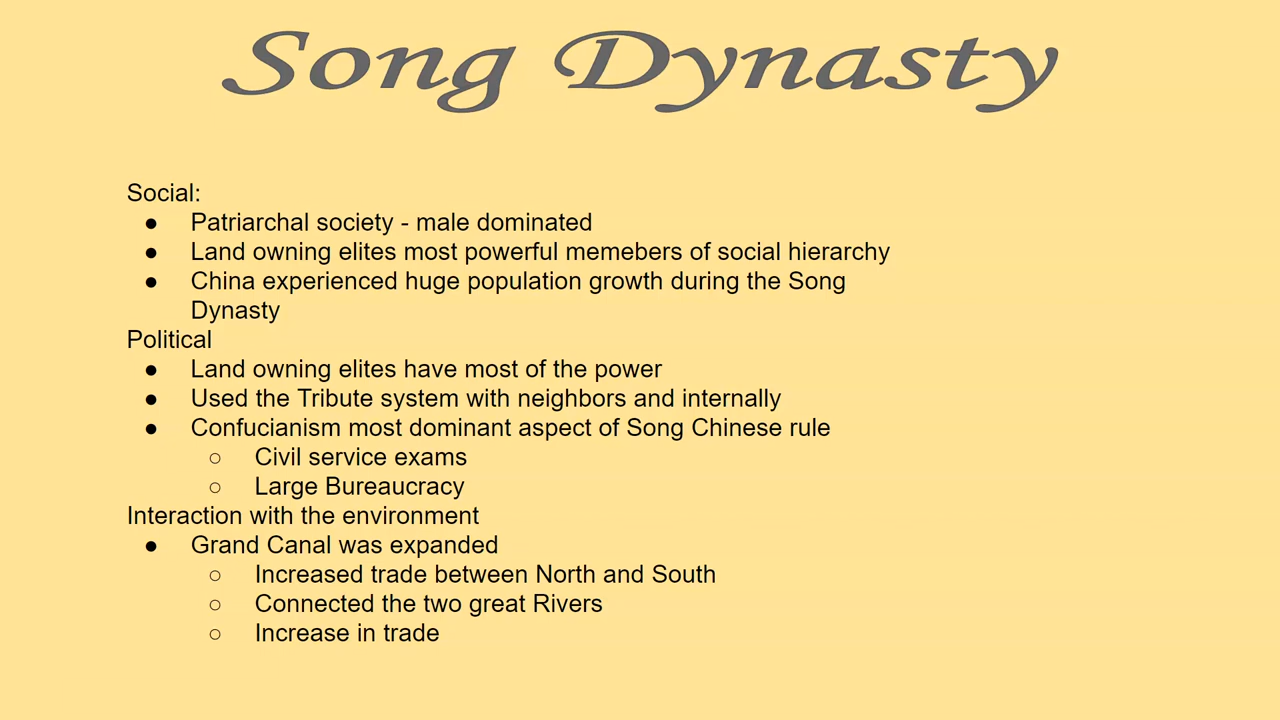 Song Dynasty
Social:
● Patriarchal society - male dominated
● Land owning elites most powerful memebers of social hierarchy
● China experienced huge population growth during the Song
Dynasty
Political
● Land owning elites have most of the power
● Used the Tribute system with neighbors and internally
● Confucianism most dominant aspect of Song Chinese rule
○ Civil service exams
○ Large Bureaucracy
Interaction with the environment
● Grand Canal was expanded
○ Increased trade between North and South
○ Connected the two great Rivers
○ Increase in trade